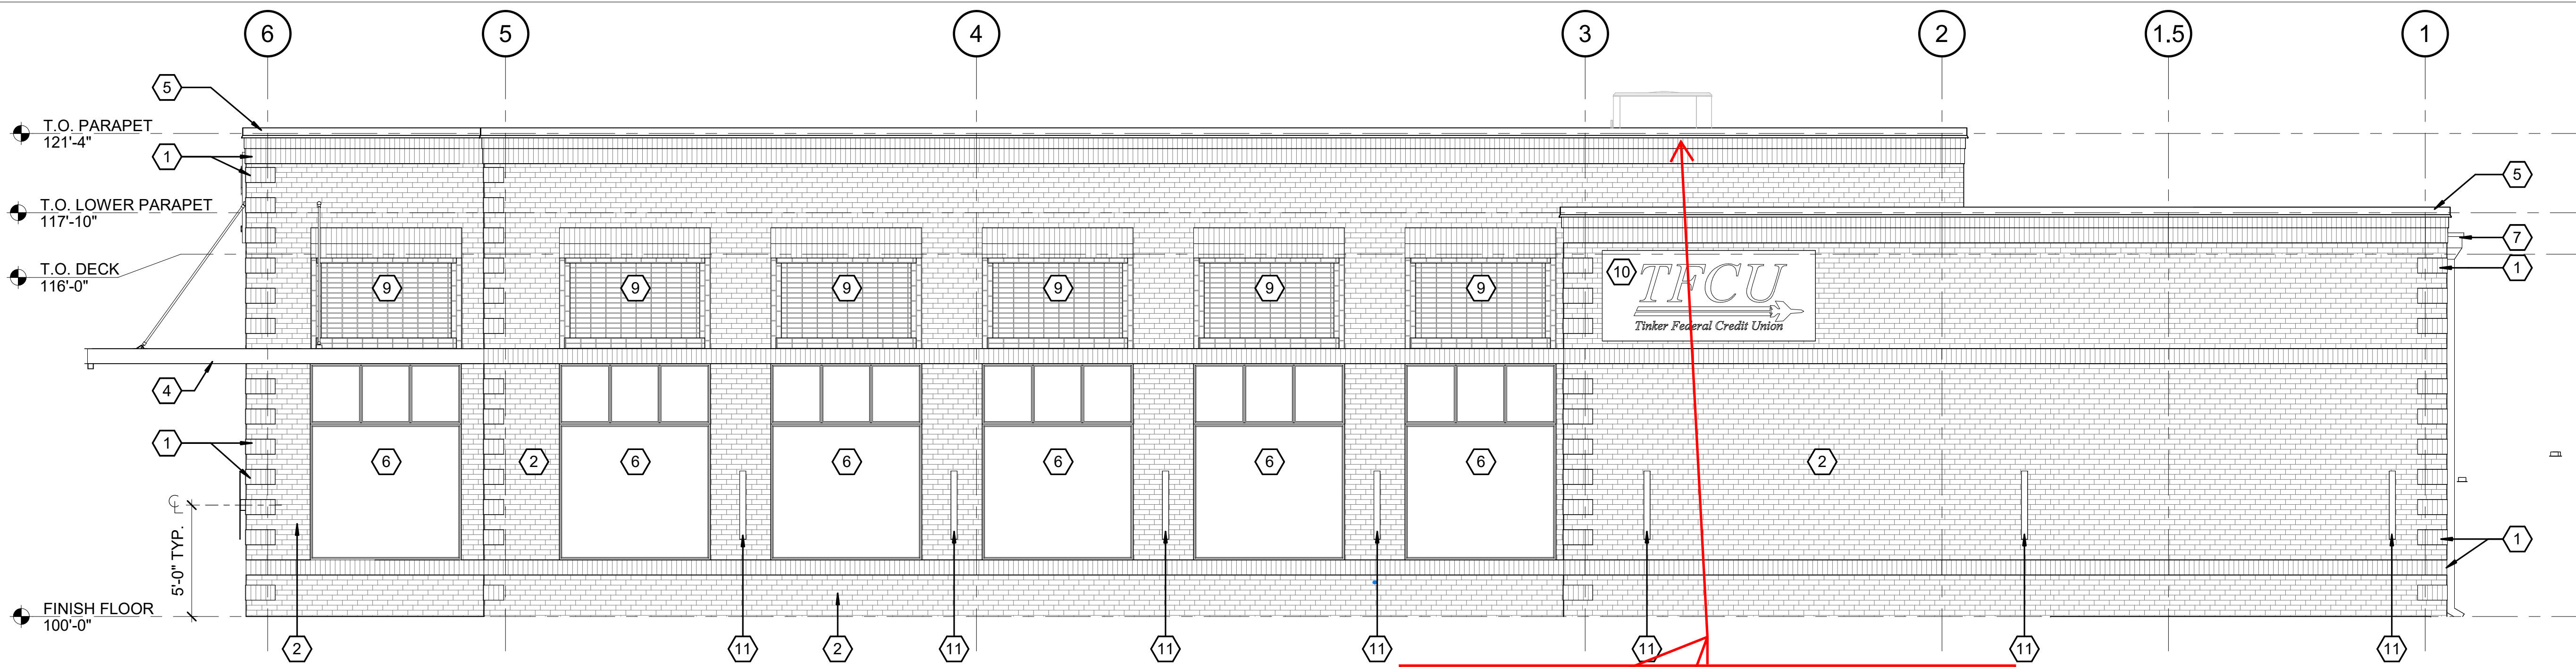 6 5 4 3 2 1.5 1
5
T.O. PARAPET
121'-4"
1
T.O. LOWER PARAPET
117'-10"
5
7
T.O. DECK
116'-0"
9 9 9 9 9 9
10 TFCU
Tinker Federal Credit Union
1
4
1
6 2 6 6 6 6 6 2
CL
5'-0" TYP.
1
FINISH FLOOR
100'-0"
2 11 2 11 11 11 11 11 11